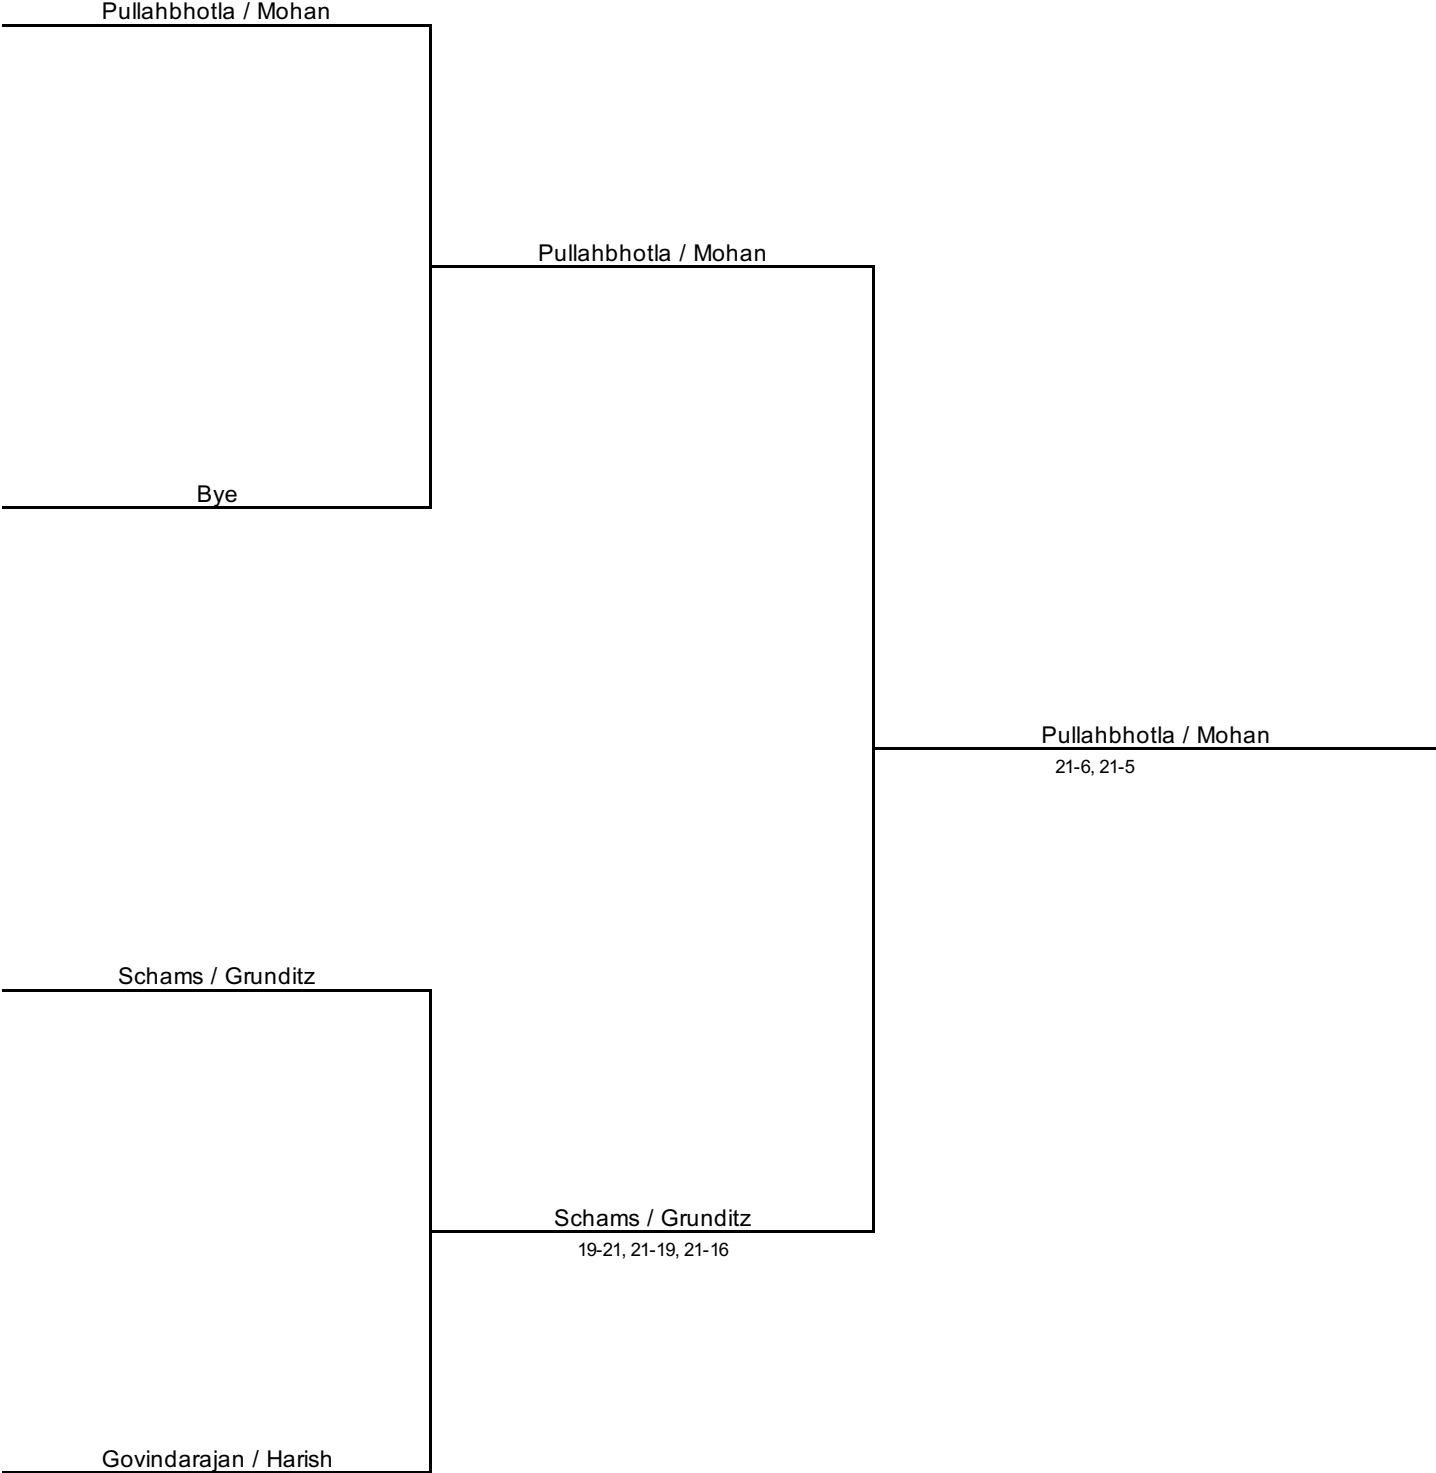 Pullahbhotla / Mohan
Pullahbhotla / Mohan
Bye
Pullahbhotla / Mohan
21-6, 21-5
Schams / Grunditz
Schams / Grunditz
19-21, 21-19, 21-16
Govindarajan / Harish